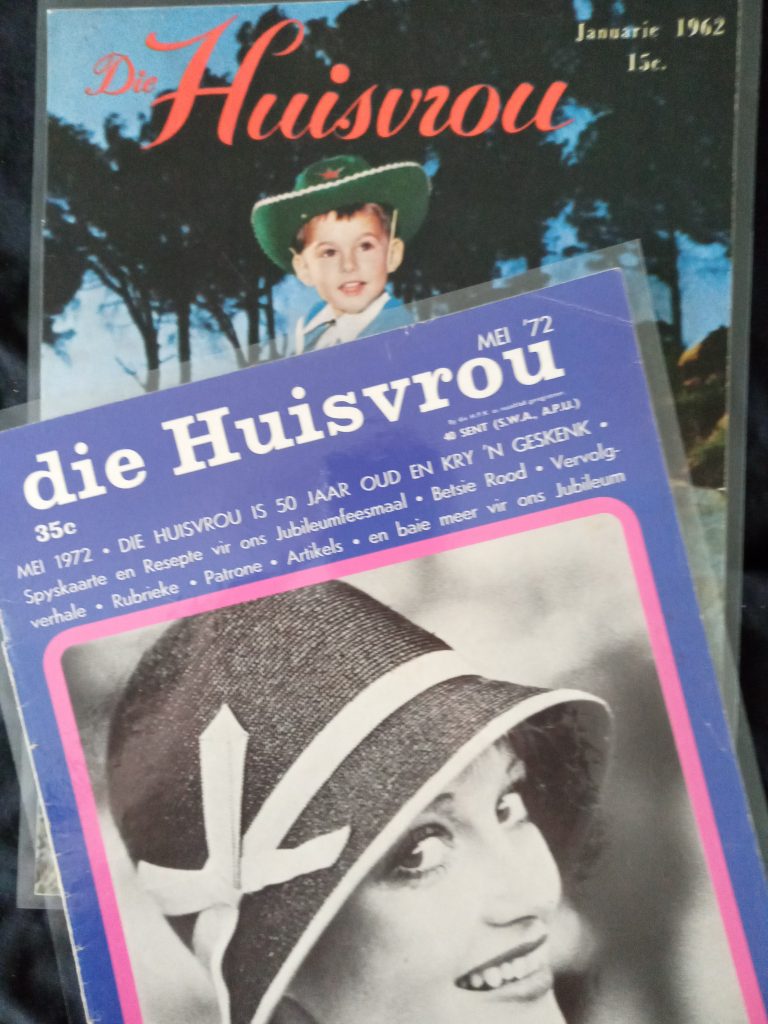 Die Huisvrou
Januarie 1962
15c.
MEI '72
die Huisvrou
40 SENT (S.W.A., A.P.U.)
35c
MEI 1972 • DIE HUISVROU IS 50 JAAR OUD EN KRY 'N GESKENK •
Spyskaarte en Resepte vir ons Jubileumfeesmaal • Betsie Rood • Vervolg-
verhale • Rubrieke • Patrone • Artikels • en baie meer vir ons Jubileum